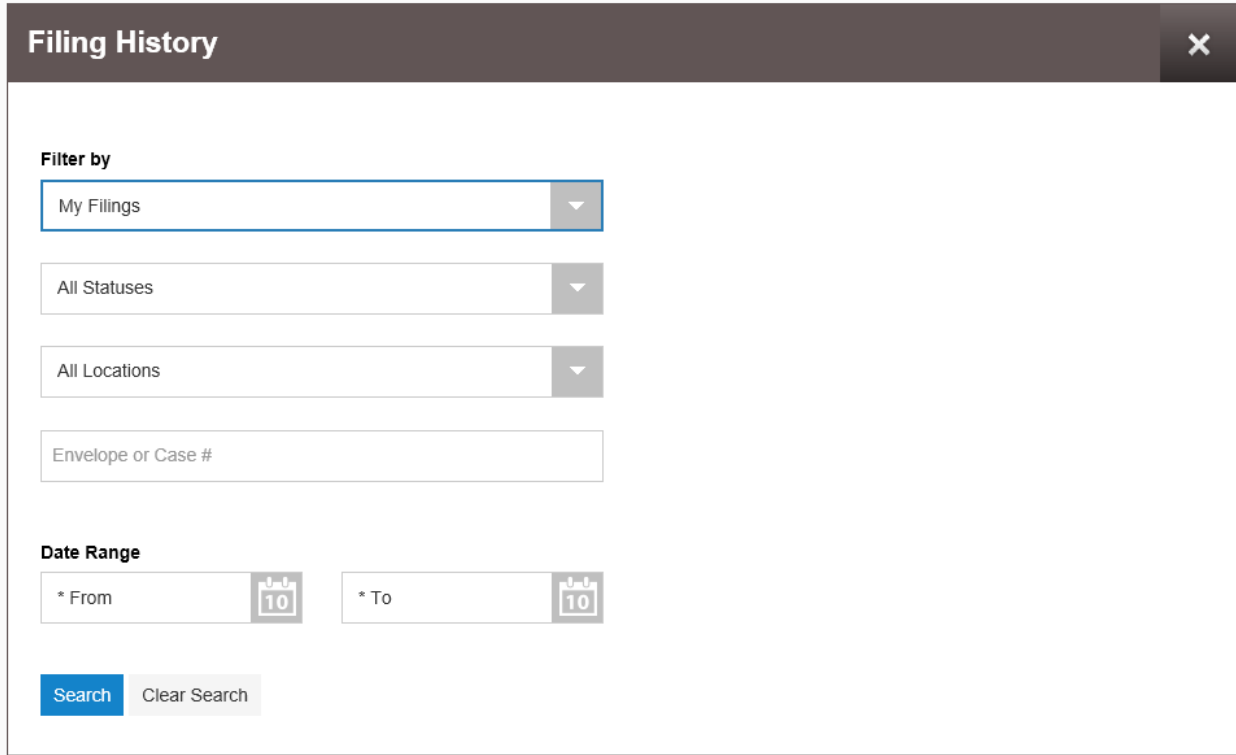 Filing History
Filter by
My Filings
All Statuses
All Locations
Envelope or Case #
Date Range
* From 10 * To 10
Search Clear Search